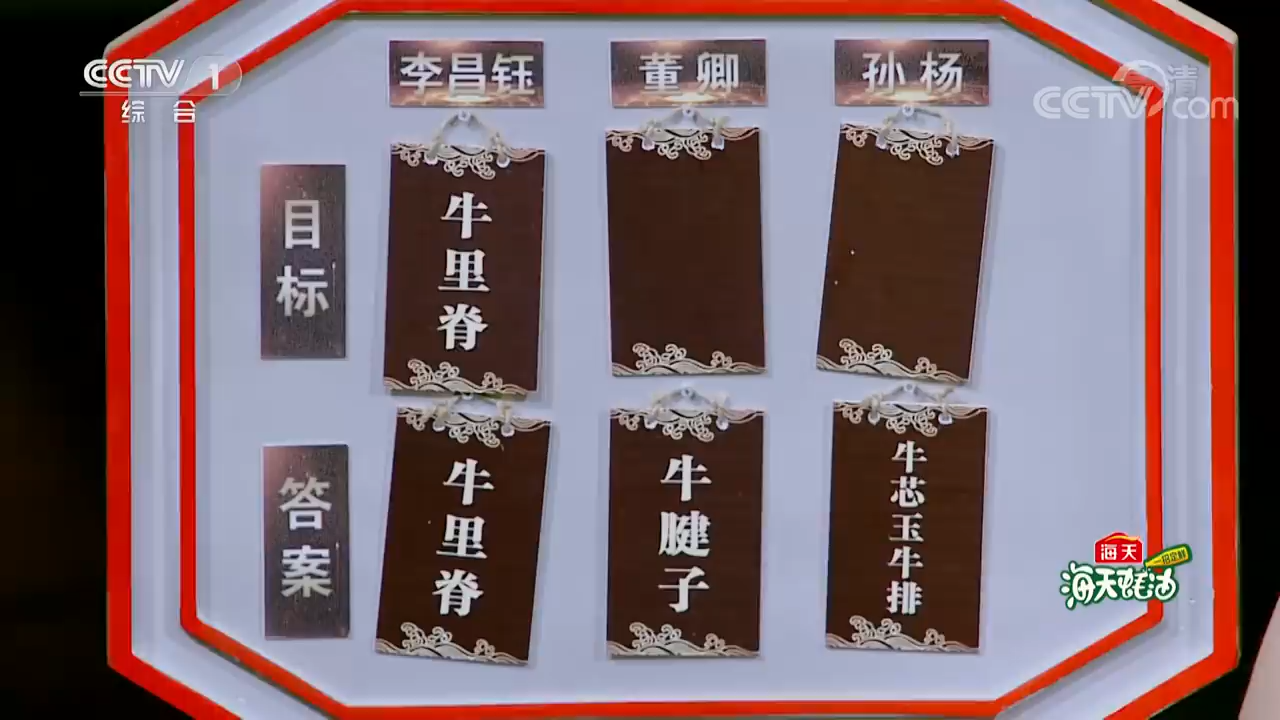 CCTV 1
综合
CCTV com
高清
李昌钰
董卿
孙杨
目标
牛里脊
答案
牛里脊
牛腱子
牛芯玉牛排
海天
海天蚝油